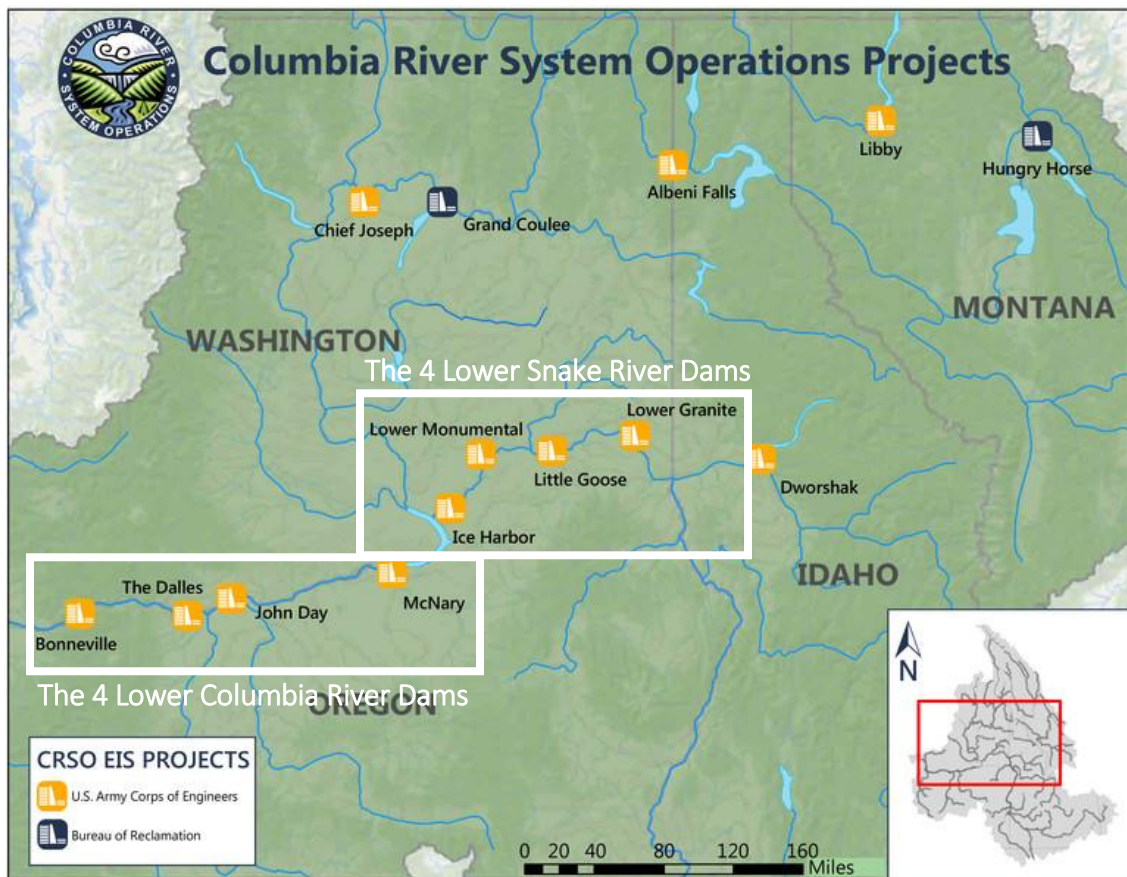 COLUMBIA RIVER
SYSTEM OPERATIONS
Columbia River System Operations Projects
Libby
Hungry Horse
Albeni Falls
Chief Joseph
Grand Coulee
MONTANA
WASHINGTON
The 4 Lower Snake River Dams
Lower Granite
Lower Monumental
Little Goose
Dworshak
Ice Harbor
IDAHO
The Dalles
John Day
McNary
Bonneville
The 4 Lower Columbia River Dams
OREGON
N
CRSO EIS PROJECTS
U.S. Army Corps of Engineers
Bureau of Reclamation
0 20 40 80 120 160
Miles